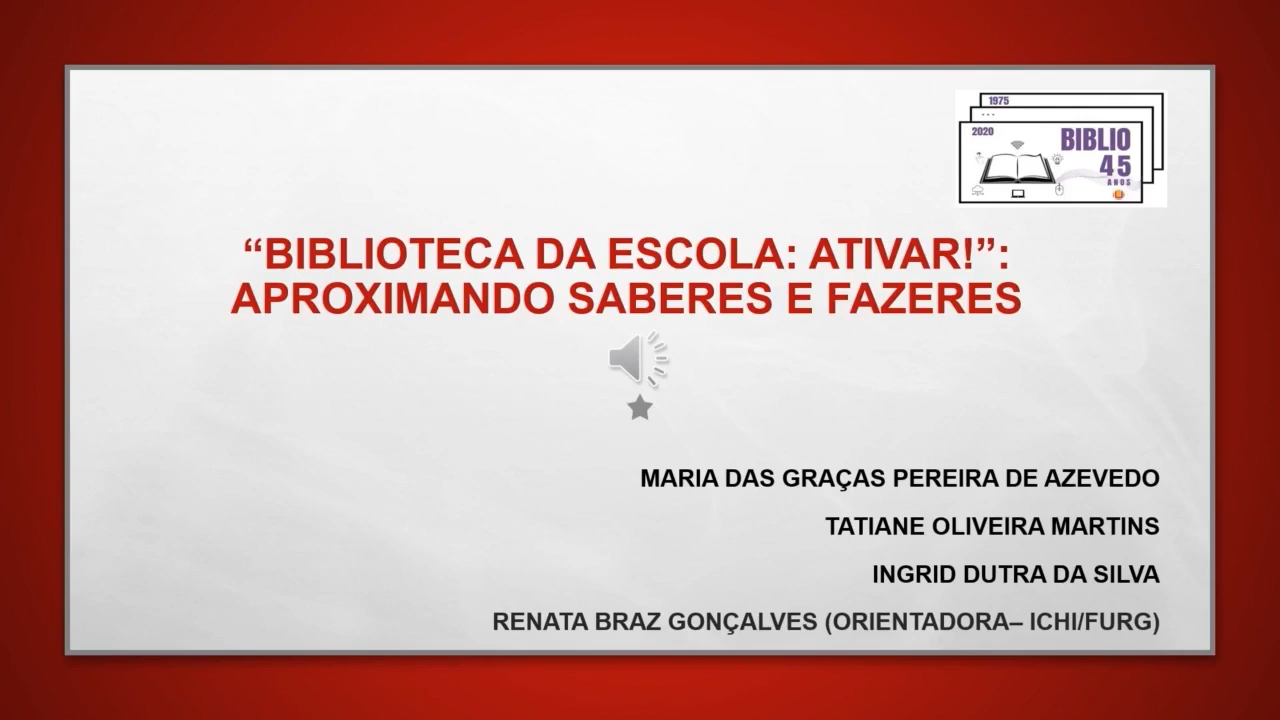 1975
2020
BIBLIO
45
ANOS
“BIBLIOTECA DA ESCOLA: ATIVAR!”:
APROXIMANDO SABERES E FAZERES
MARIA DAS GRAÇAS PEREIRA DE AZEVEDO
TATIANE OLIVEIRA MARTINS
INGRID DUTRA DA SILVA
RENATA BRAZ GONÇALVES (ORIENTADORA– ICHI/FURG)